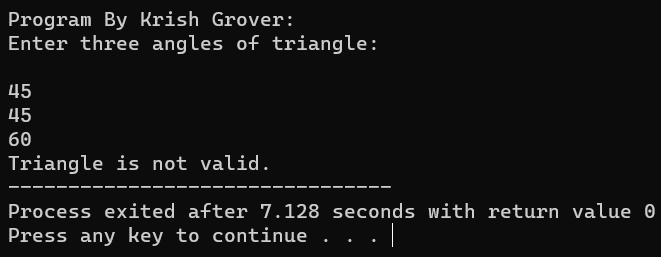 Program By Krish Grover:
Enter three angles of triangle:
45
45
60
Triangle is not valid.
--------------------------------
Process exited after 7.128 seconds with return value 0
Press any key to continue . . .